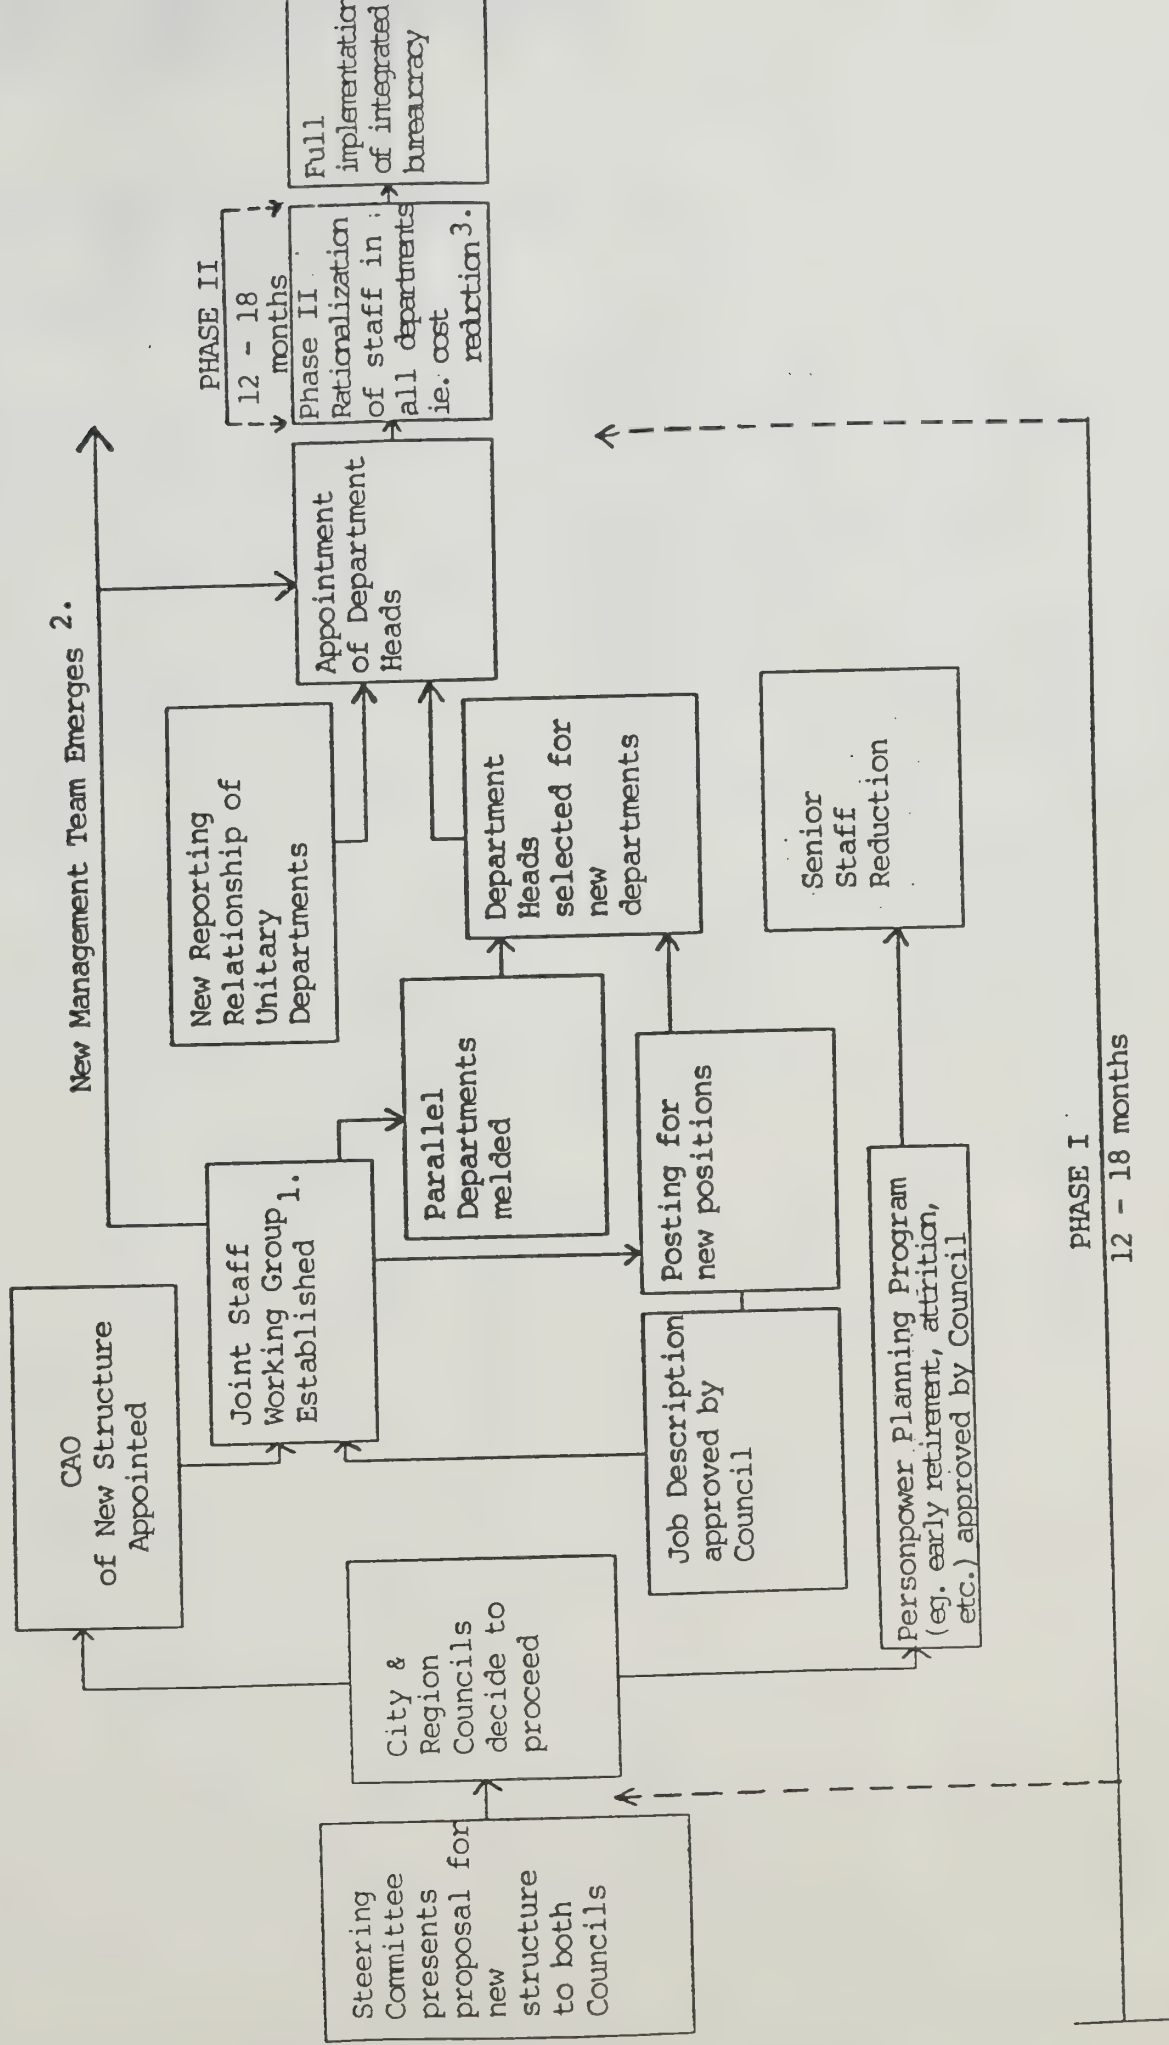 Steering
Committee
presents
proposal for
new
structure
to both
Councils
City &
Region
Councils
decide to
proceed
CAO
of New Structure
Appointed
Joint Staff
Working Group 1.
Established
Job Description
approved by
Council
Personpower Planning Program
(eg. early retirement, attrition,
etc.) approved by Council
New Management Team Emerges 2.
New Reporting
Relationship of
Unitary
Departments
Parallel
Departments
melded
Posting for
new positions
Department
Heads
selected for
new
departments
Senior
Staff
Reduction
Appointment
of Department
Heads
PHASE II
12 - 18
months
Phase II
Rationalization
of staff in
all departments
ie. cost
reduction 3.
Full
implementation
of integrated
bureaucracy
PHASE I
12 - 18 months